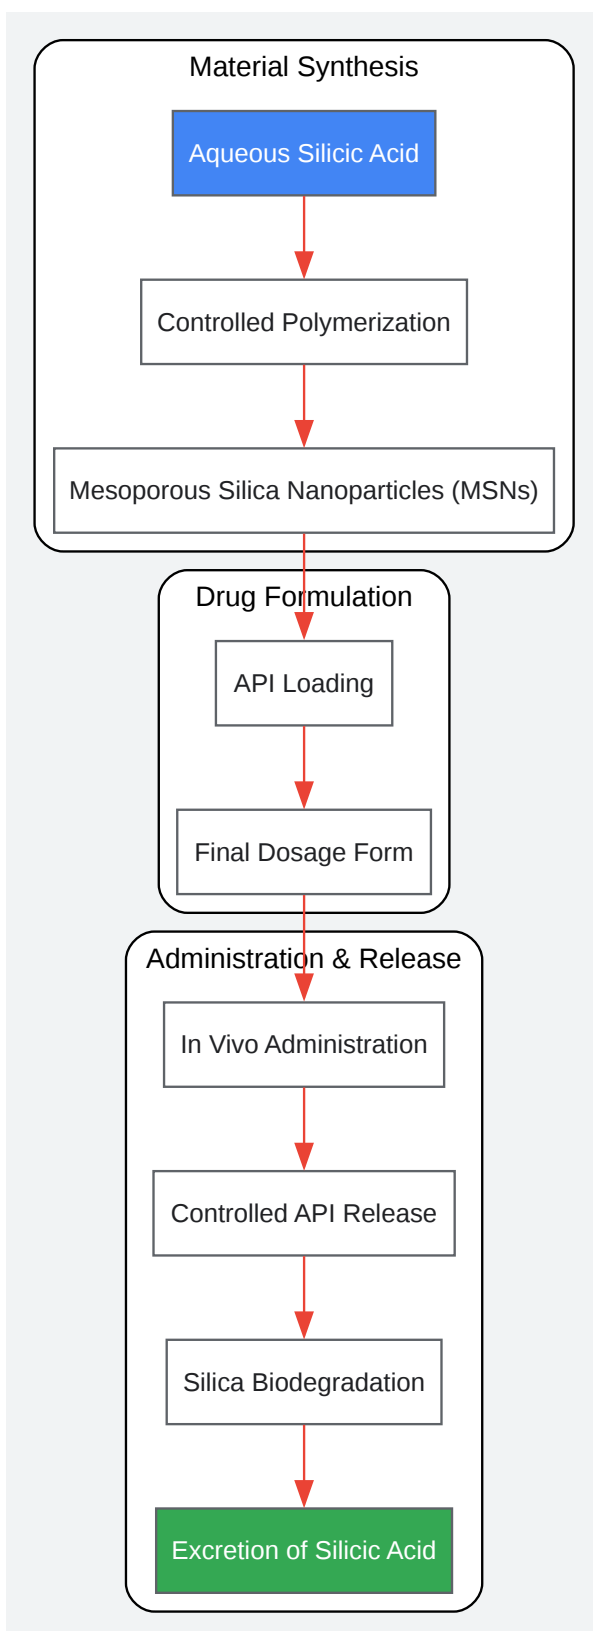 Material Synthesis
Aqueous Silicic Acid
Controlled Polymerization
Mesoporous Silica Nanoparticles (MSNs)
Drug Formulation
API Loading
Final Dosage Form
Administration & Release
In Vivo Administration
Controlled API Release
Silica Biodegradation
Excretion of Silicic Acid